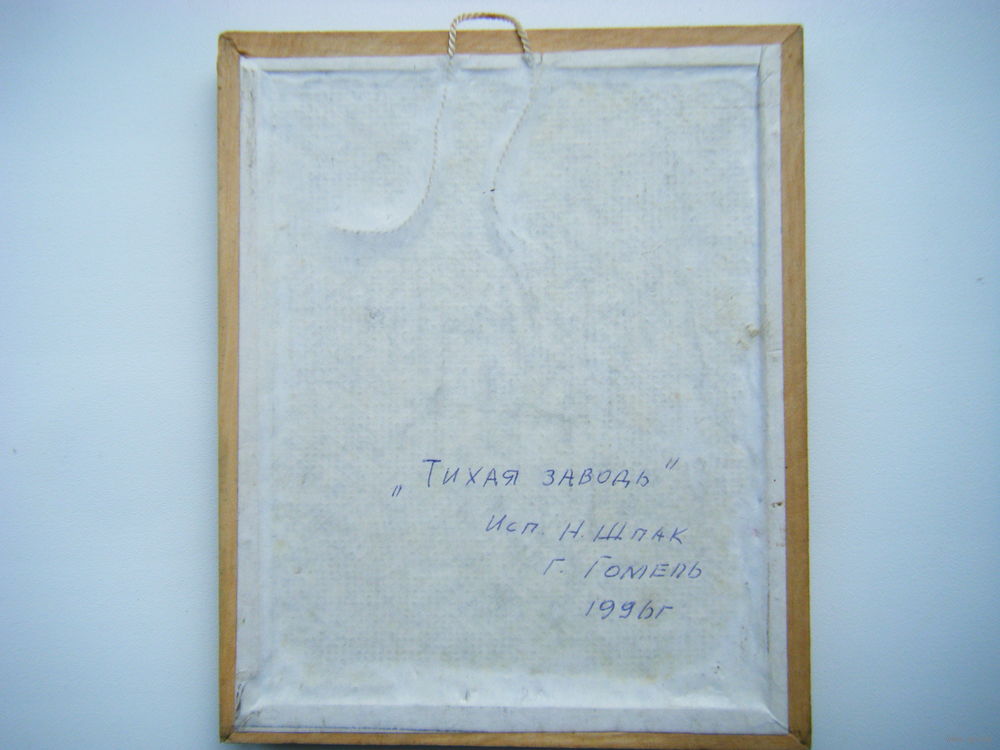 „Тихая заводь"
Исп. Н. Шпак
г. Гомель
1996г